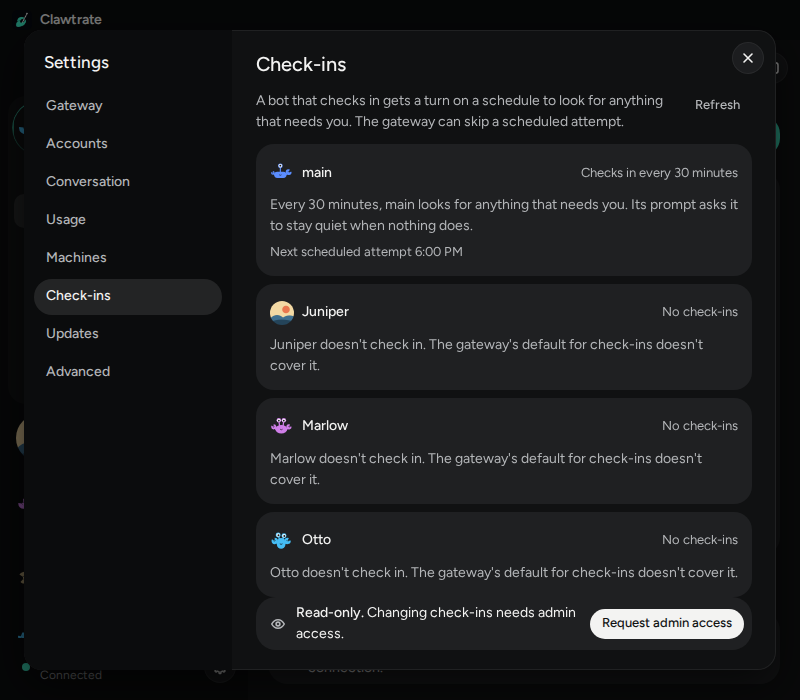 Clawtrate
Settings
Gateway
Accounts
Conversation
Usage
Machines
Check-ins
Updates
Advanced
Connected
Check-ins
A bot that checks in gets a turn on a schedule to look for anything
that needs you. The gateway can skip a scheduled attempt.
Refresh
main
Checks in every 30 minutes
Every 30 minutes, main looks for anything that needs you. Its prompt asks it
to stay quiet when nothing does.
Next scheduled attempt 6:00 PM
Juniper
No check-ins
Juniper doesn't check in. The gateway's default for check-ins doesn't
cover it.
Marlow
No check-ins
Marlow doesn't check in. The gateway's default for check-ins doesn't
cover it.
Otto
No check-ins
Otto doesn't check in. The gateway's default for check-ins doesn't cover it.
Read-only. Changing check-ins needs admin
access.
Request admin access